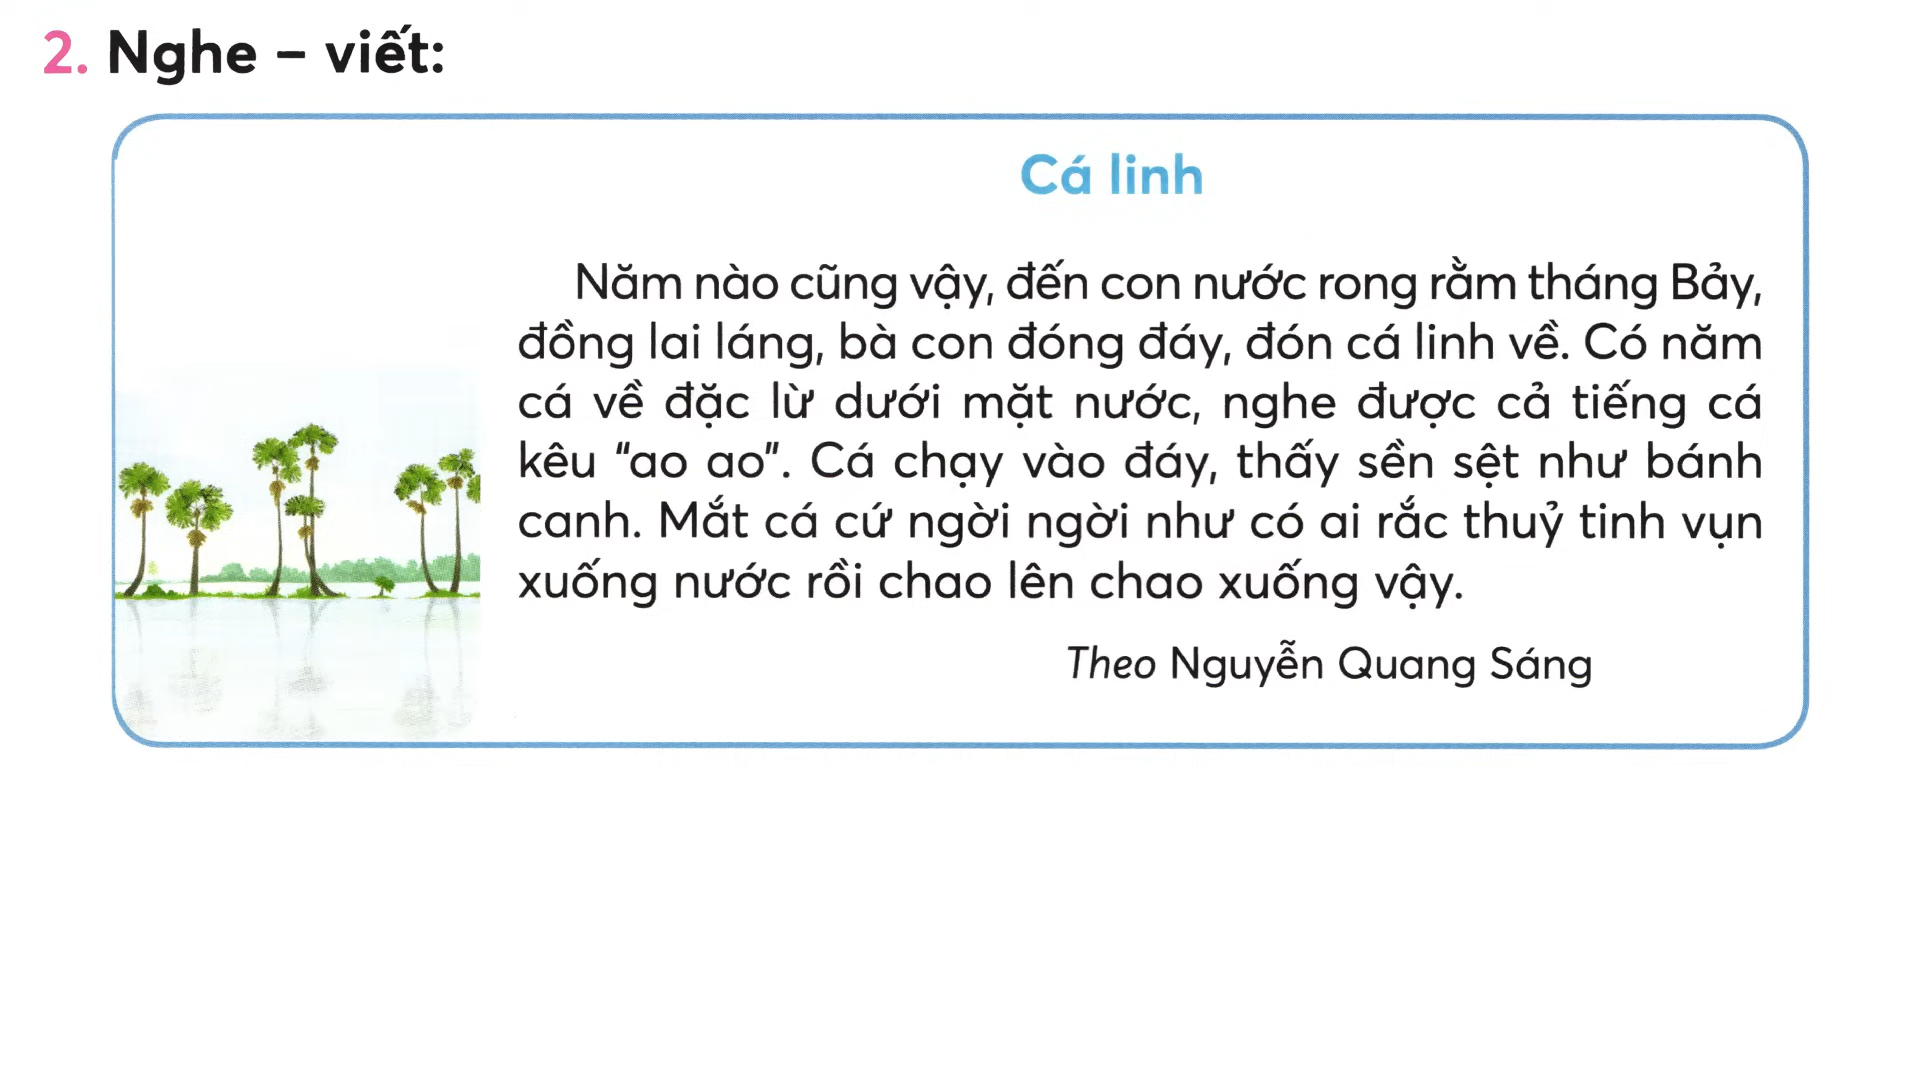 2. Nghe – viết:
Cá linh
Năm nào cũng vậy, đến con nước rong rằm tháng Bảy,
đồng lai láng, bà con đóng đáy, đón cá linh về. Có năm
cá về đặc lừ dưới mặt nước, nghe được cả tiếng cá
kêu “ao ao”. Cá chạy vào đáy, thấy sền sệt như bánh
canh. Mắt cá cứ ngời ngời như có ai rắc thuỷ tinh vụn
xuống nước rồi chao lên chao xuống vậy.
Theo Nguyễn Quang Sáng